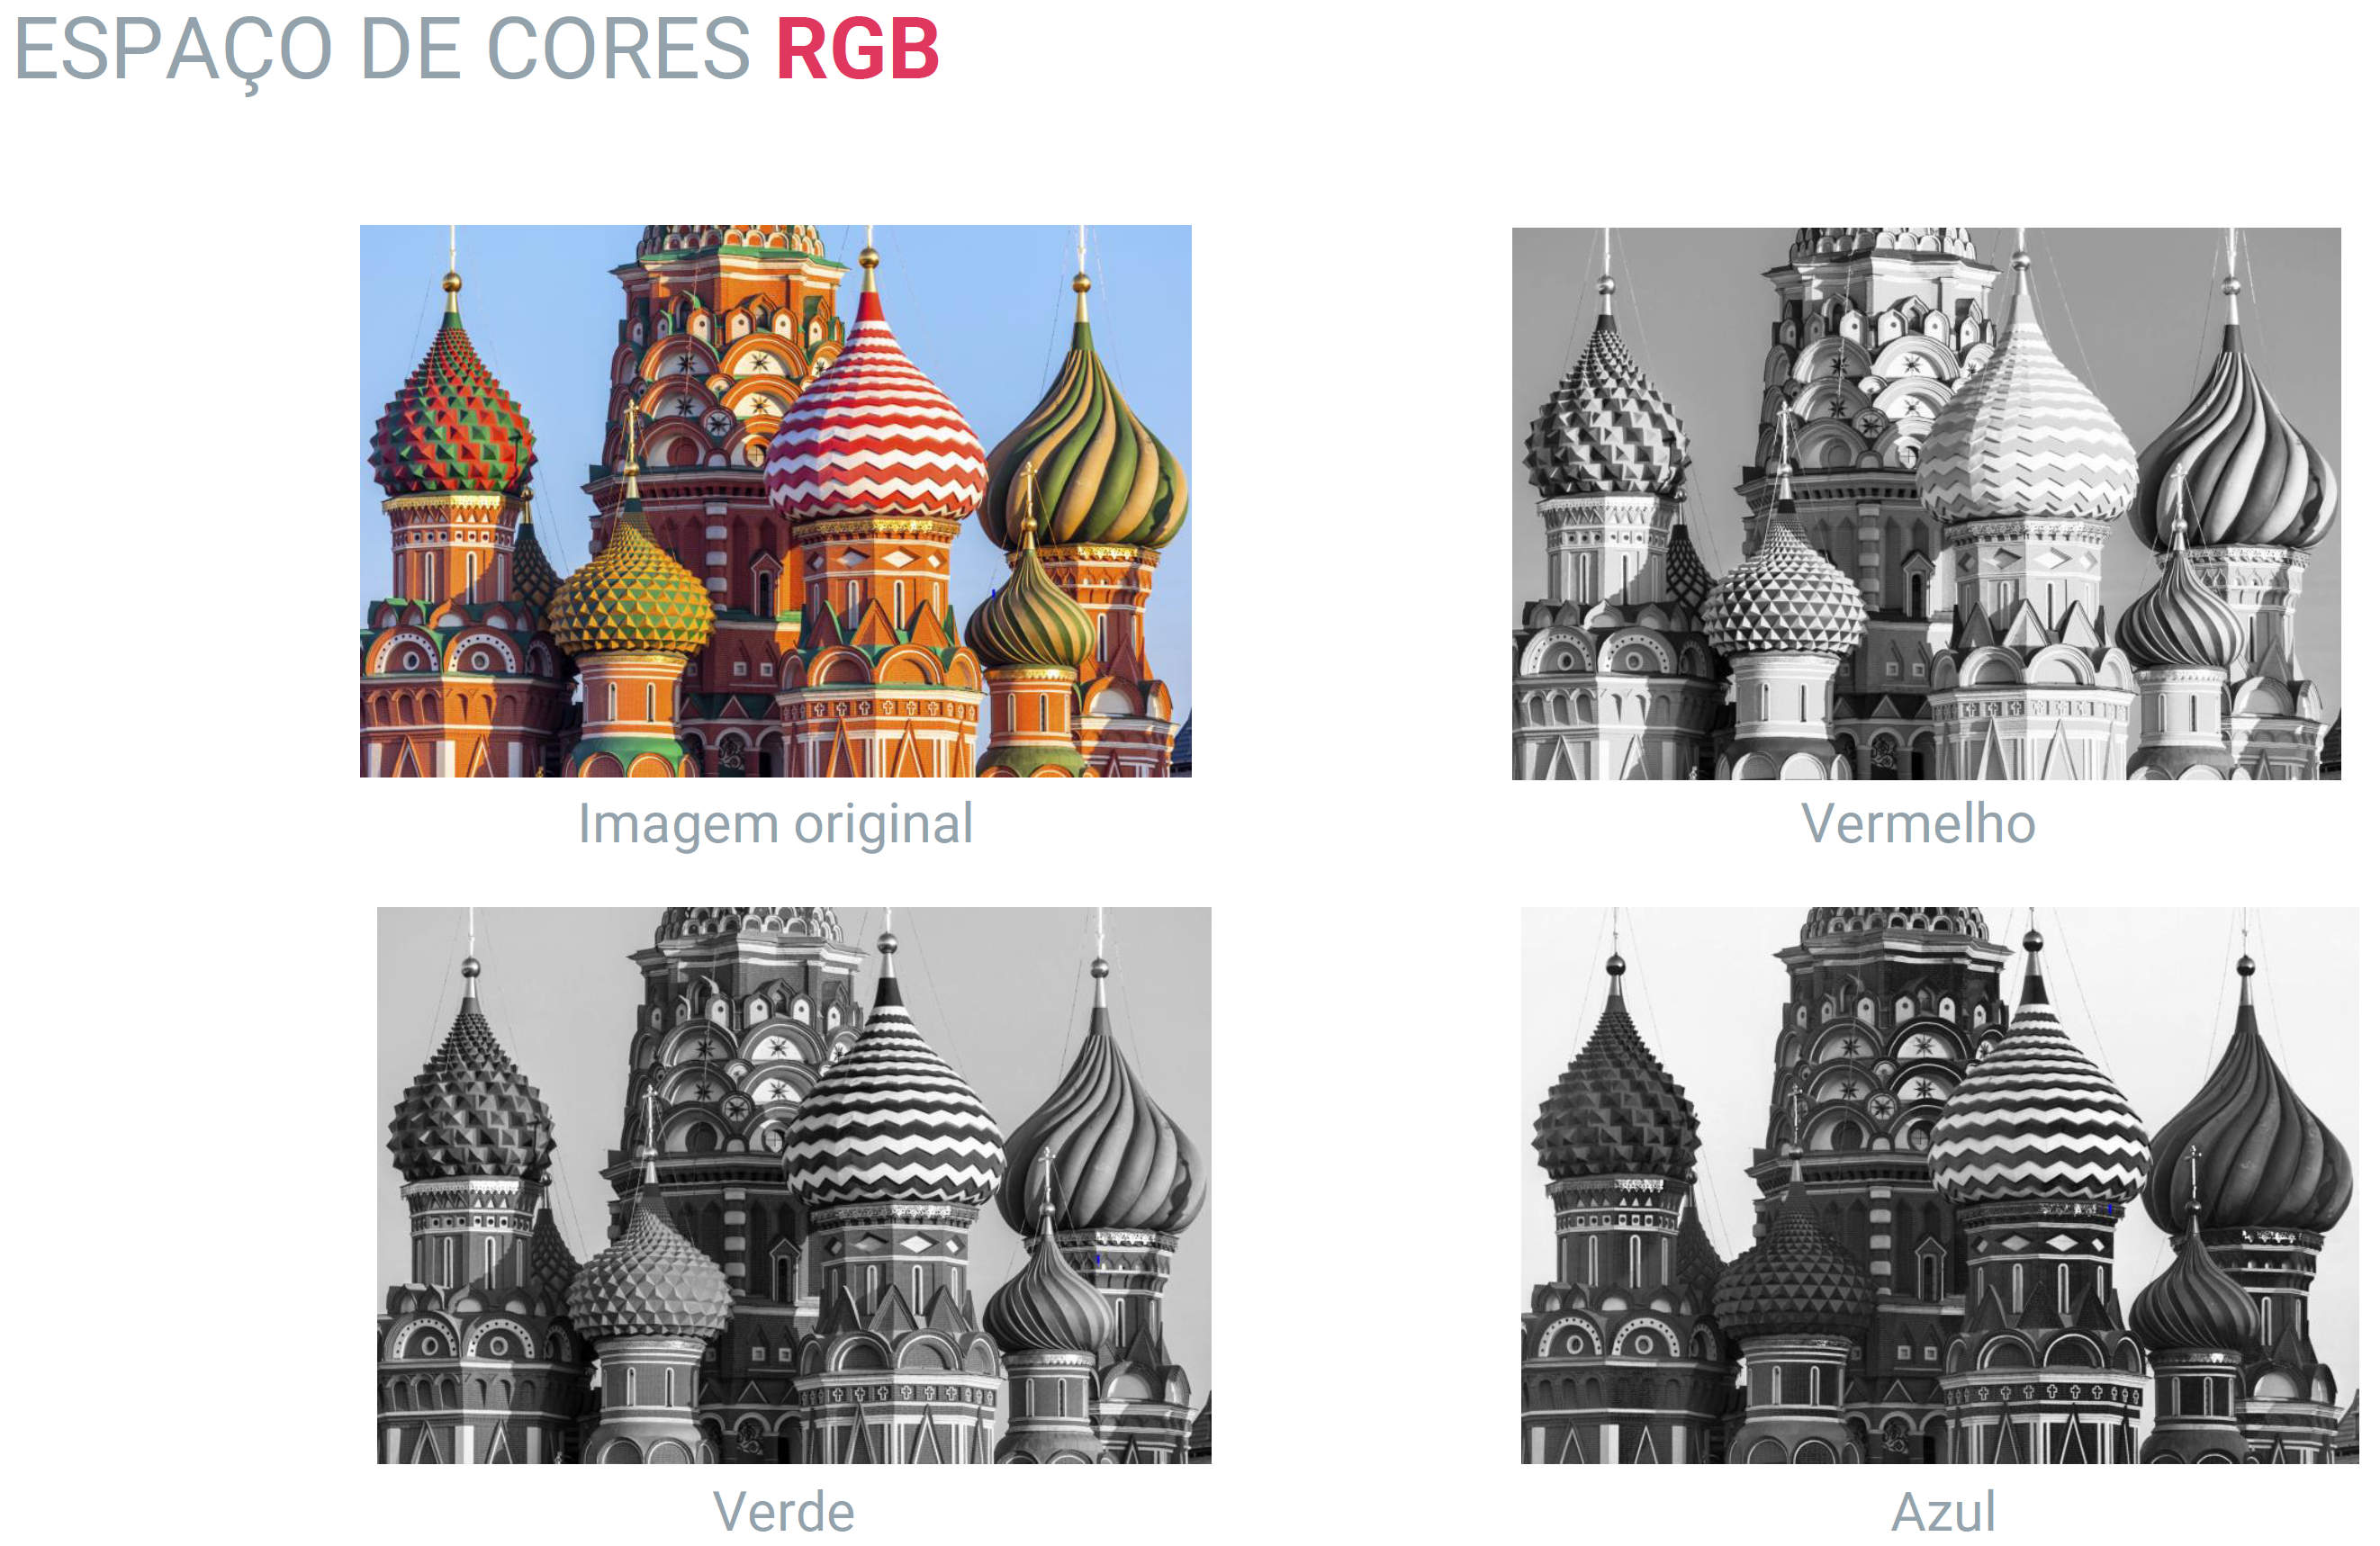 ESPAÇO DE CORES RGB
Imagem original
Vermelho
Verde
Azul